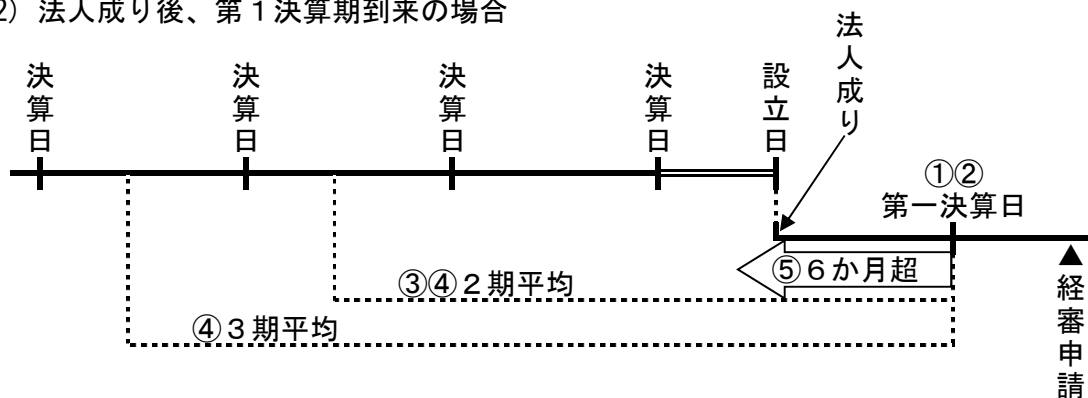 2）法人成り後、第１決算期到来の場合
決算日
決算日
決算日
決算日
設立日
法人成り
①②
第一決算日
⑤６か月超
③④２期平均
④３期平均
▲経審申請